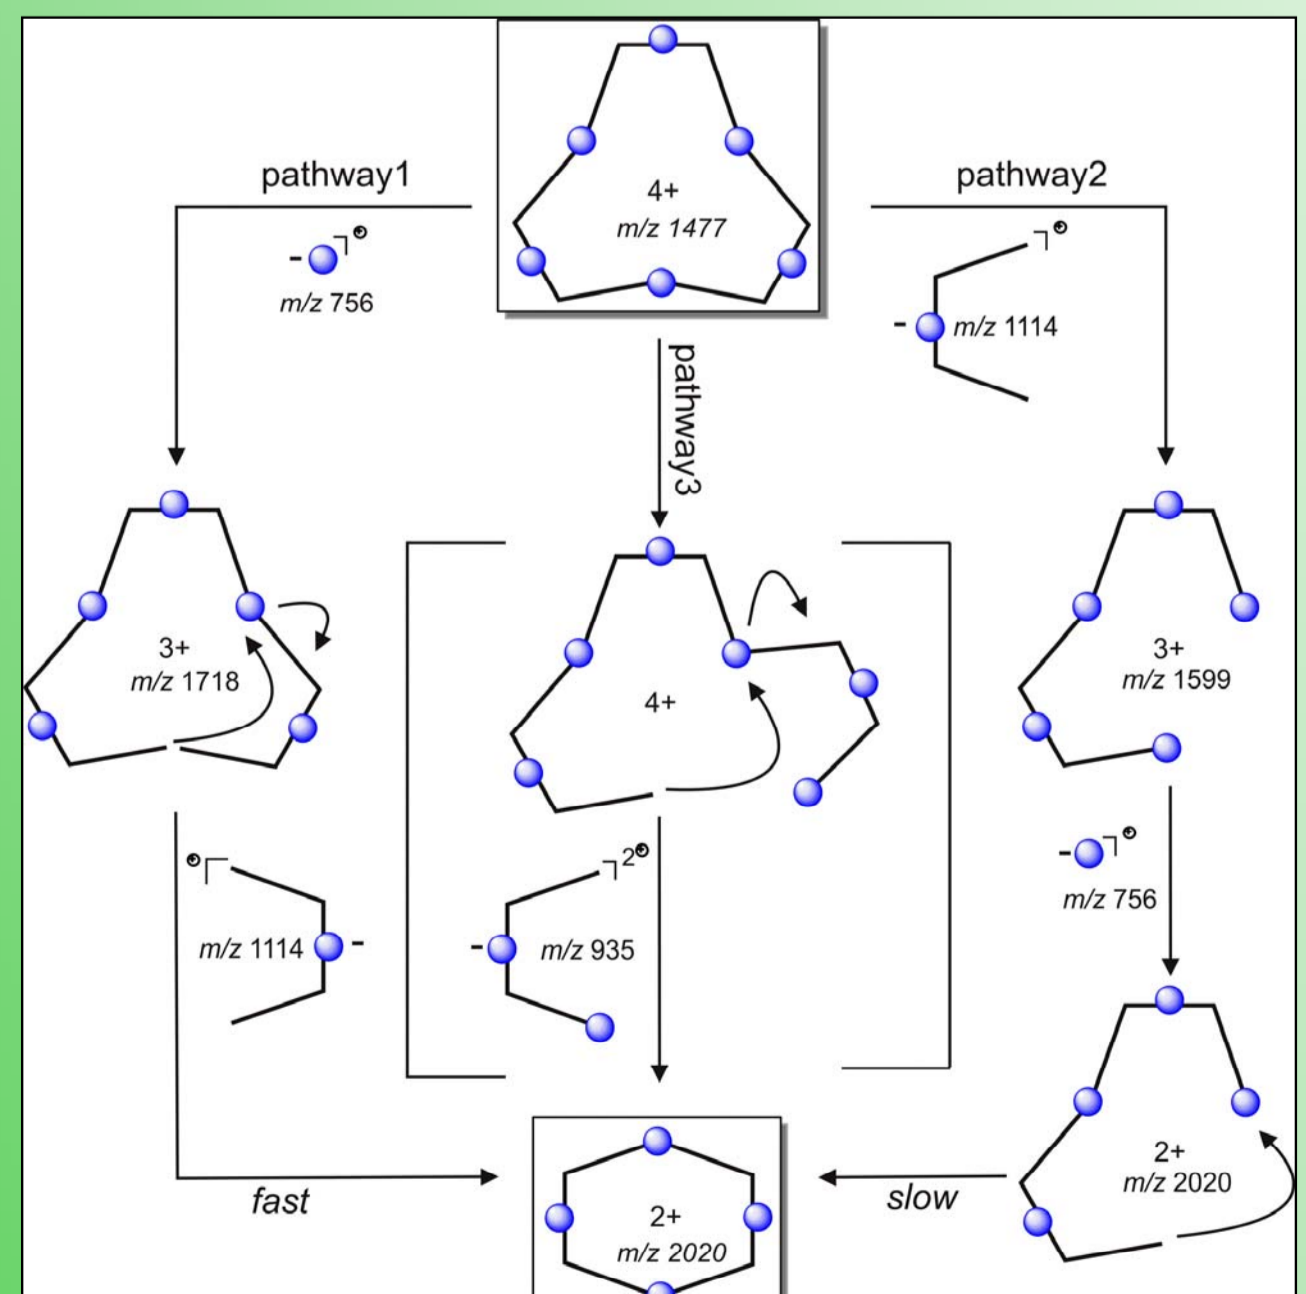 4+
m/z 1477
pathway1
-
m/z 756
pathway2
- m/z 1114
pathway3
3+
m/z 1718
4+
3+
m/z 1599
m/z 1114 -
2
- m/z 935
-
m/z 756
fast
2+
m/z 2020
slow
2+
m/z 2020